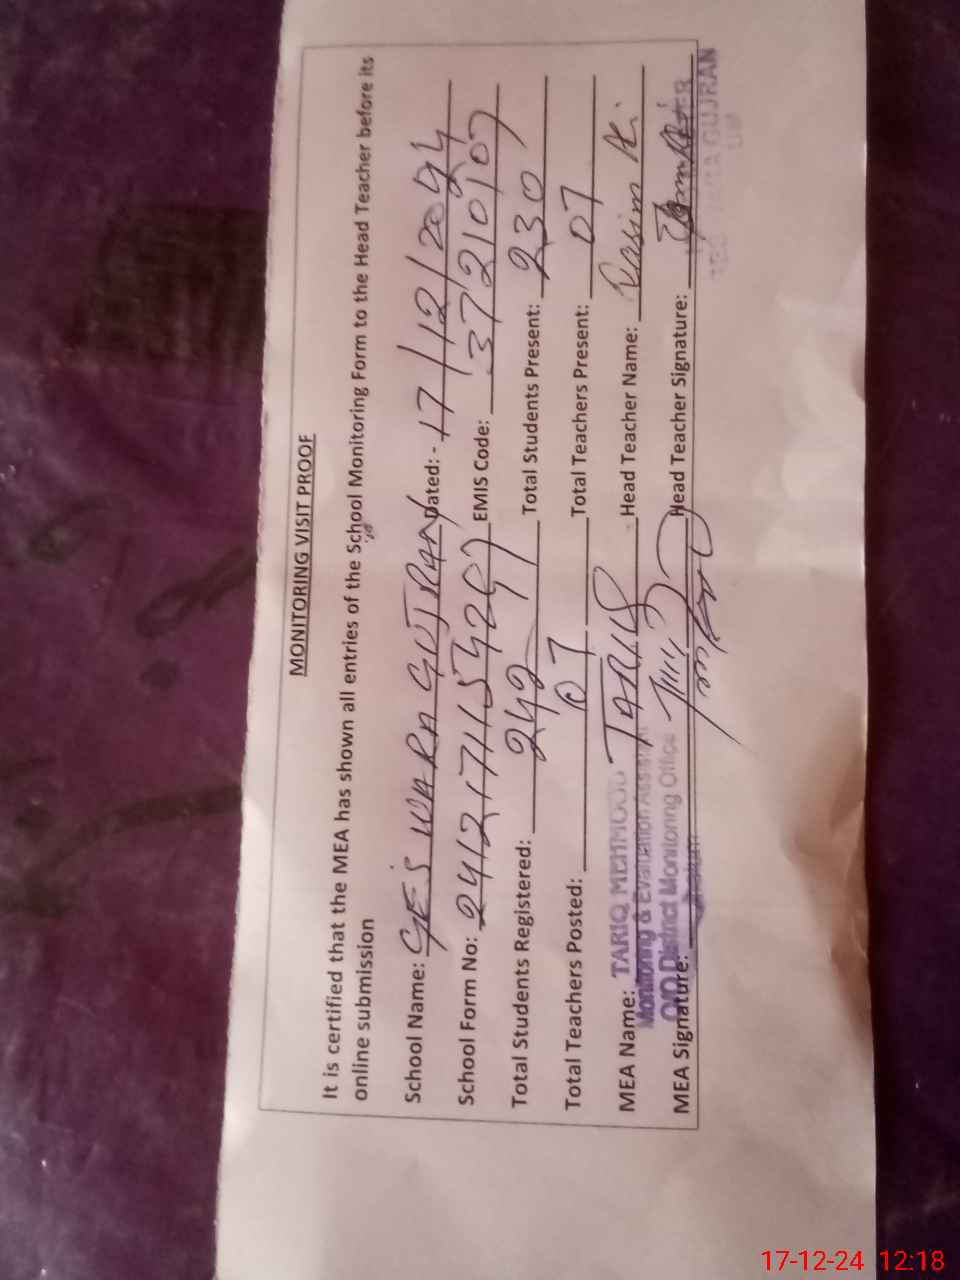 MONITORING VISIT PROOF
It is certified that the MEA has shown all entries of the School Monitoring Form to the Head Teacher before its
online submission
School Name: GES WARA GUJRAN Dated: - 17/12/2024
School Form No: EMIS Code: 37210107
Total Students Registered: 242 Total Students Present: 230
Total Teachers Posted: 07 Total Teachers Present: 07
MEA Name: TARIQ MEHMOOD TARIQ Head Teacher Name:
Monitoring & Evaluation Assistant
O/O District Monitoring Office
MEA Signature: Head Teacher Signature:
GUJRAN
17-12-24 12:18